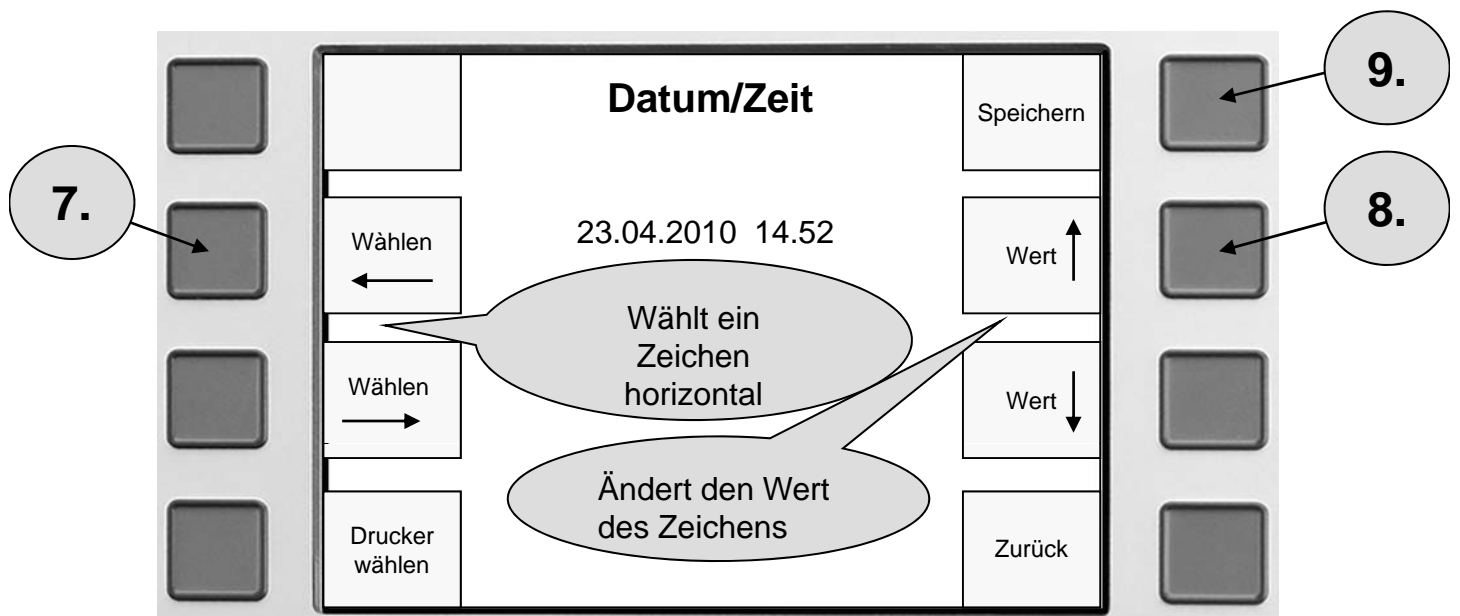 Datum/Zeit
Speichern
9.
7.
Wàhlen
23.04.2010 14.52
Wert
8.
Wählt ein
Zeichen
horizontal
Wählen
Wert
Ändert den Wert
des Zeichens
Drucker
wählen
Zurück